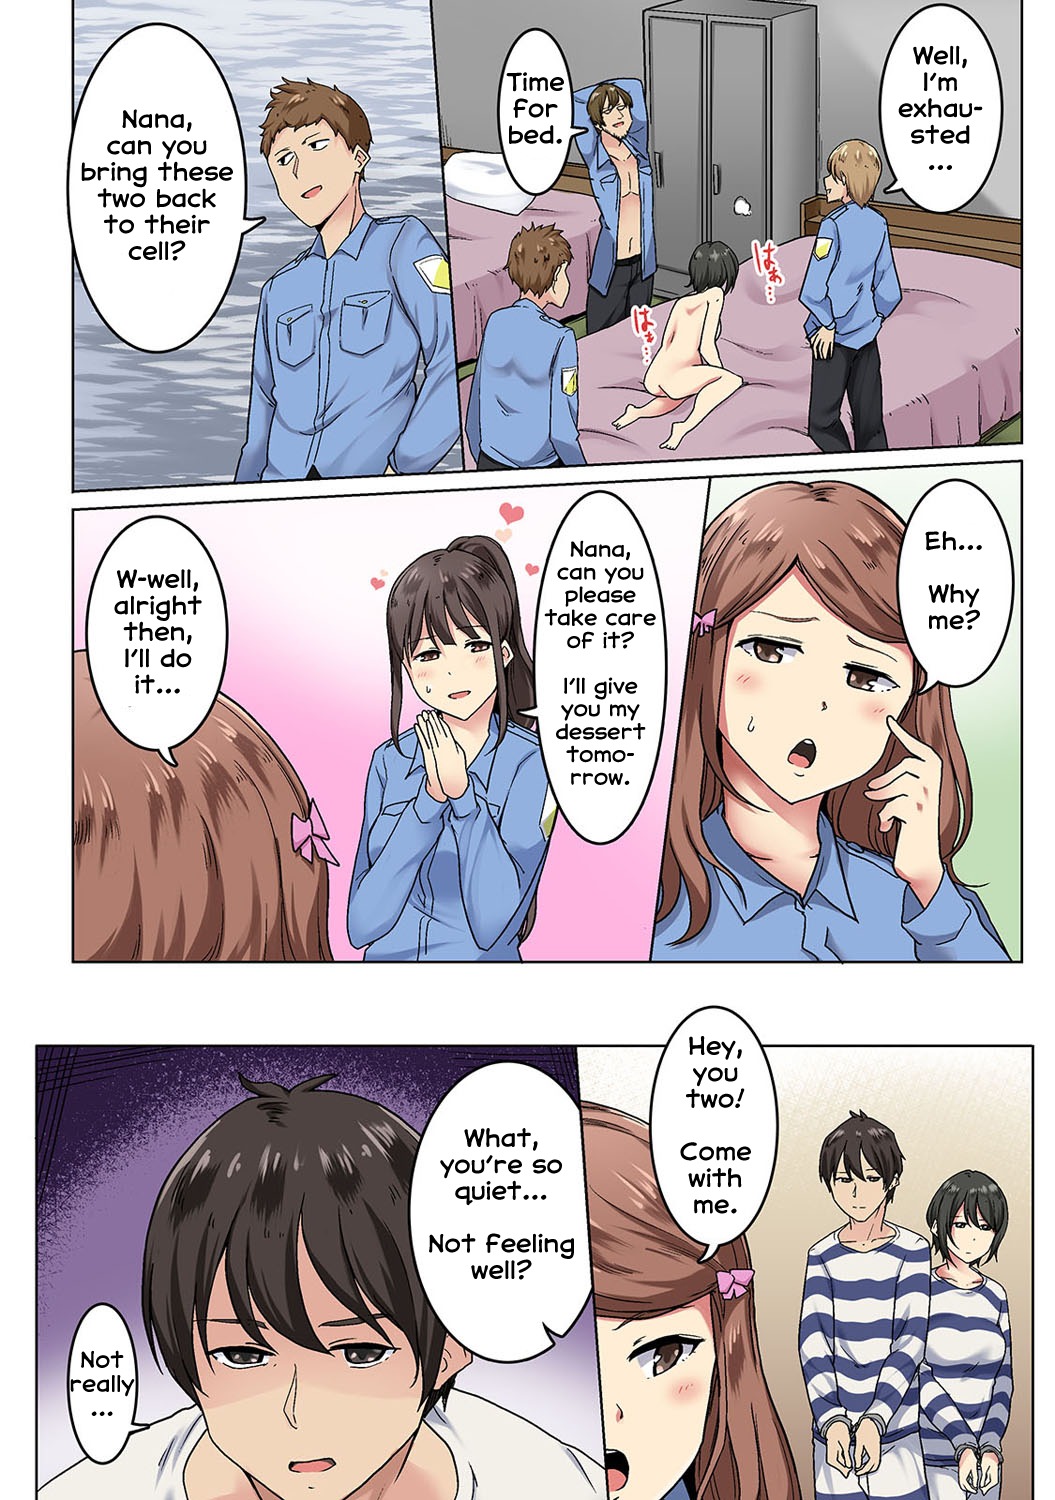 Nana,
can you
bring these
two back
to their
cell?
Time
for
bed.
Well,
I'm
exhau-
sted
...
はぁ…
はぁ…
W-well,
alright
then,
I'll do
it...
Nana,
can you
please
take care
of it?
I'll give
you my
dessert
tomo-
rrow.
Eh...
Why
me?
Not
really
...
What,
you're so
quiet...
Not feeling
well?
Hey,
you
two!
Come
with
me.